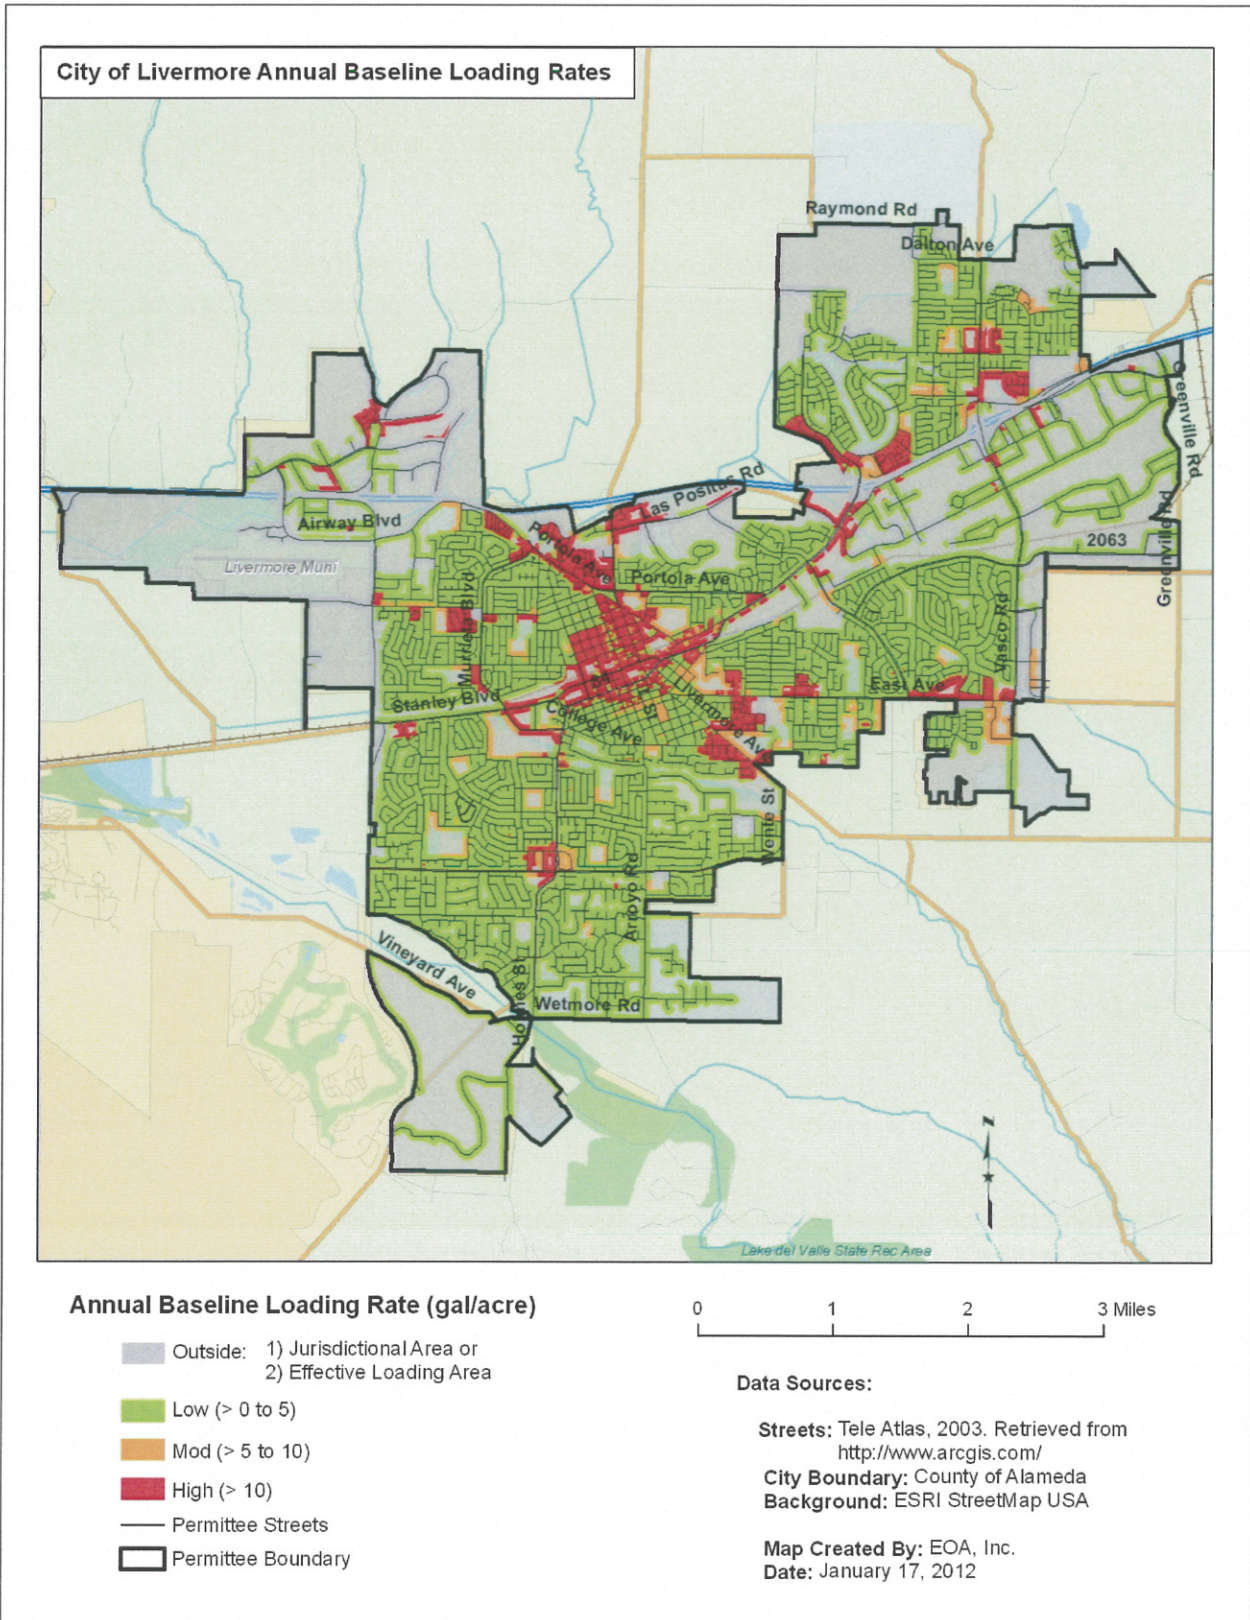 City of Livermore Annual Baseline Loading Rates
Raymond Rd
Dalton Ave
Greenville Rd
Las Positas Rd
Airway Blvd
Portola Ave
2063
Livermore Muni
Portola Ave
Greenville Rd
Murrieta Blvd
Vasco Rd
84
East Ave
Stanley Blvd
L St
Livermore Av
College Ave
Wente St
Arroyo Rd
Vineyard Ave
Holmes St
Wetmore Rd
N
Lake del Valle State Rec Area
Annual Baseline Loading Rate (gal/acre)
0 1 2 3 Miles
Outside: 1) Jurisdictional Area or
2) Effective Loading Area
Low (> 0 to 5)
Mod (> 5 to 10)
High (> 10)
Permittee Streets
Permittee Boundary
Data Sources:
Streets: Tele Atlas, 2003. Retrieved from
http://www.arcgis.com/
City Boundary: County of Alameda
Background: ESRI StreetMap USA
Map Created By: EOA, Inc.
Date: January 17, 2012